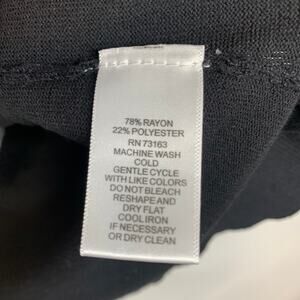 78% RAYON
22% POLYESTER
RN 73163
MACHINE WASH
COLD
GENTLE CYCLE
WITH LIKE COLORS
DO NOT BLEACH
RESHAPE AND
DRY FLAT
COOL IRON
IF NECESSARY
OR DRY CLEAN